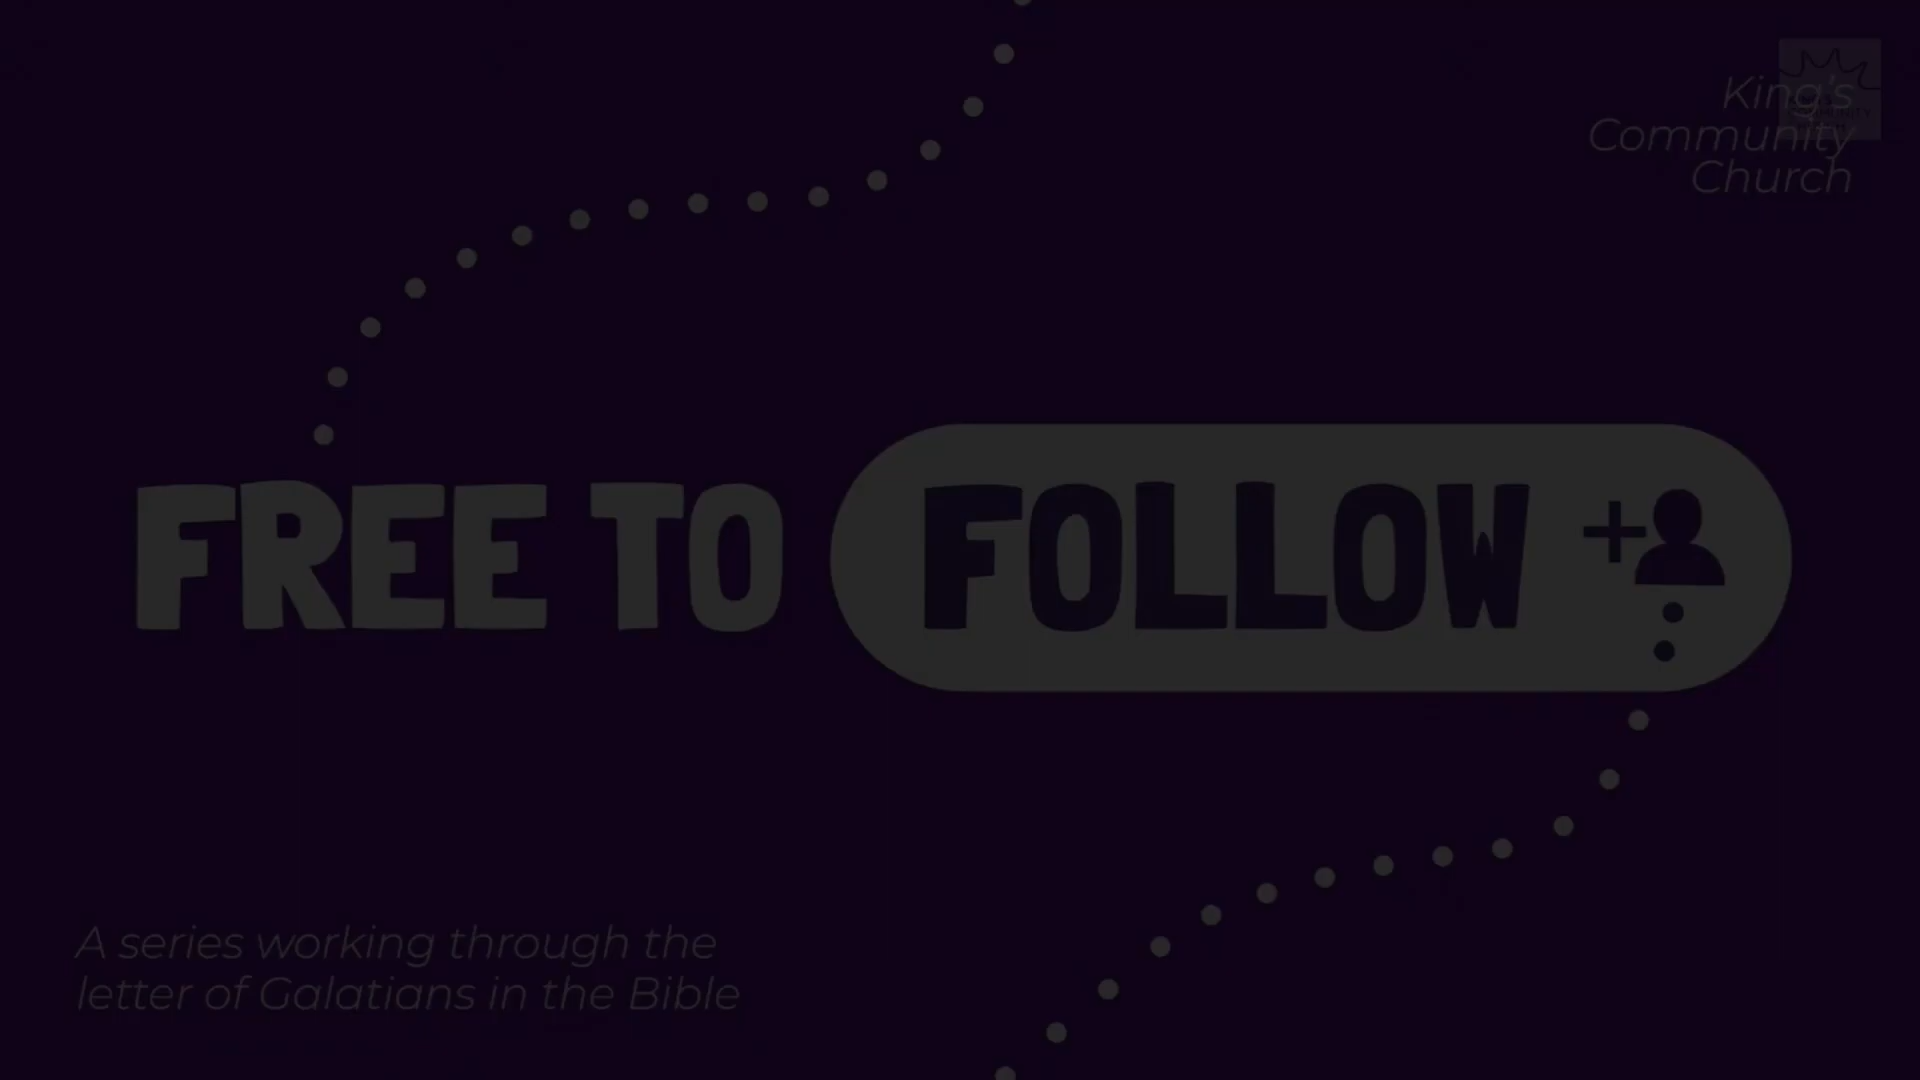 King's
Community
Church
FREE TO FOLLOW
A series working through the
letter of Galatians in the Bible